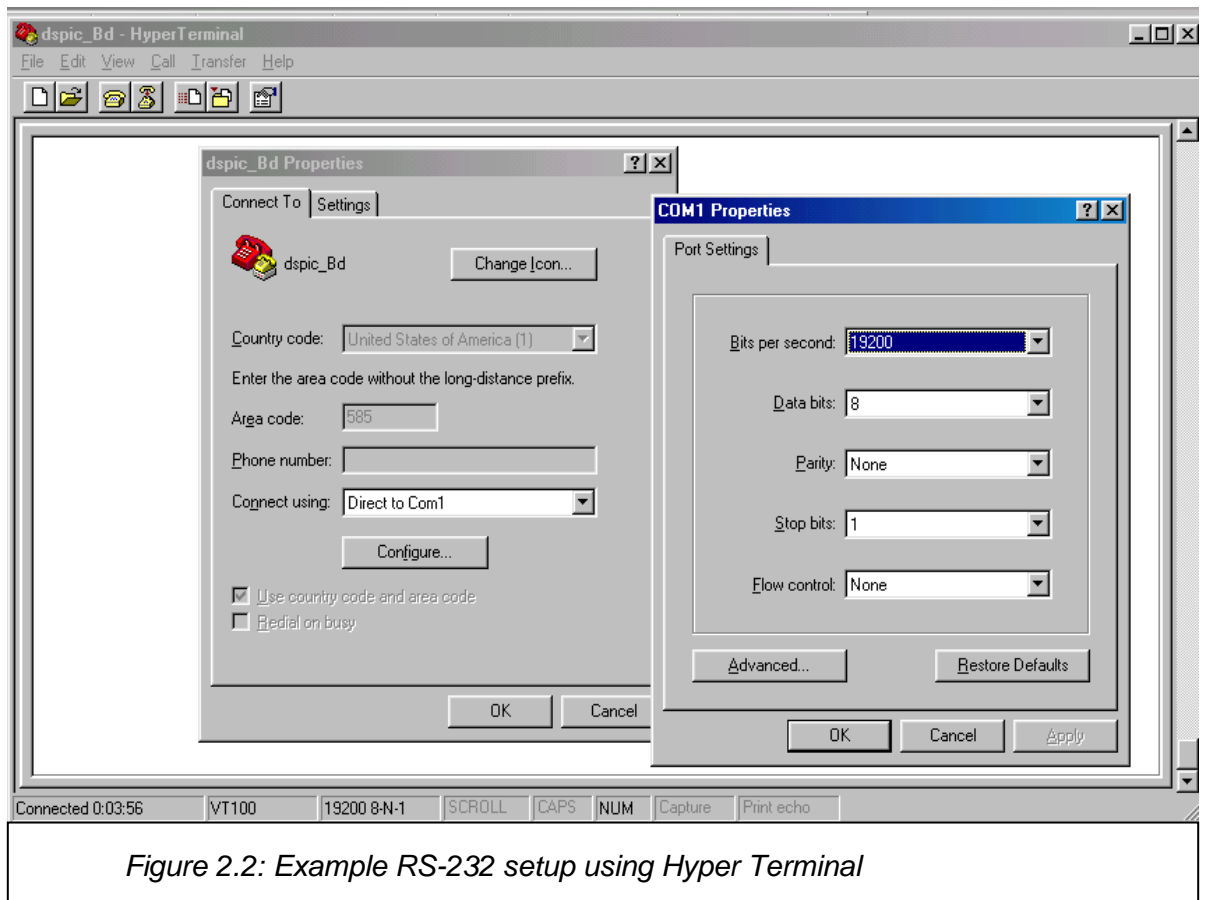 dspic_Bd - HyperTerminal
File Edit View Call Transfer Help
dspic_Bd Properties
Connect To Settings
dspic_Bd
Change Icon...
Country code: United States of America (1)
Enter the area code without the long-distance prefix.
Area code: 585
Phone number:
Connect using: Direct to Com1
Configure...
Use country code and area code
Redial on busy
OK Cancel
COM1 Properties
Port Settings
Bits per second: 19200
Data bits: 8
Parity: None
Stop bits: 1
Flow control: None
Advanced... Restore Defaults
OK Cancel Apply
Connected 0:03:56 VT100 19200 8-N-1 SCROLL CAPS NUM Capture Print echo
Figure 2.2: Example RS-232 setup using Hyper Terminal